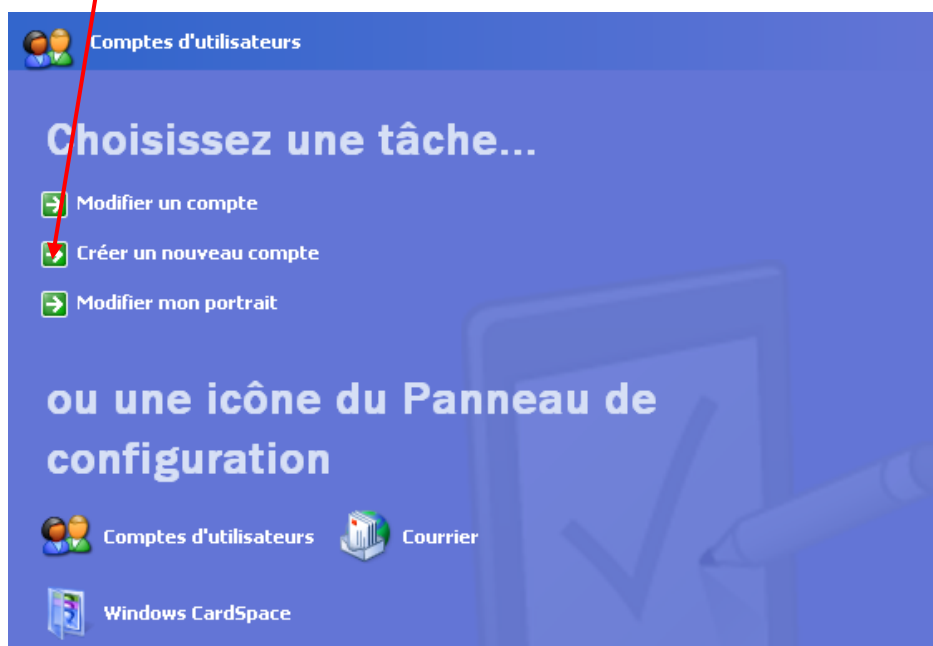 Comptes d'utilisateurs
Choisissez une tâche...
Modifier un compte
Créer un nouveau compte
Modifier mon portrait
ou une icône du Panneau de
configuration
Comptes d'utilisateurs
Courrier
Windows CardSpace